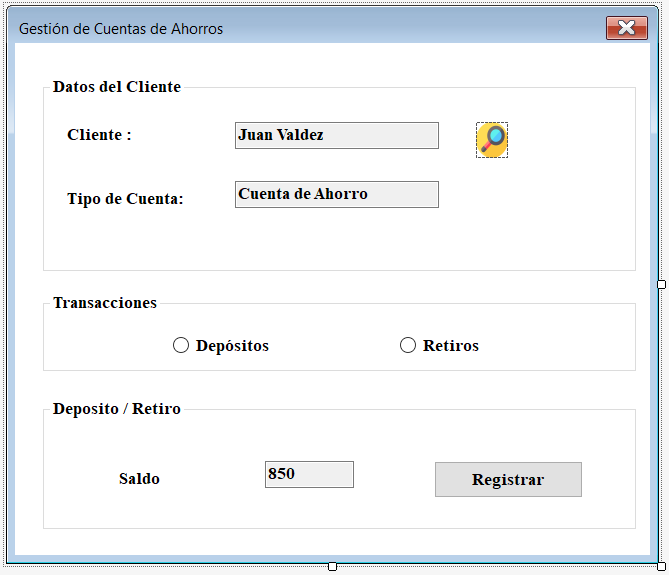 Gestión de Cuentas de Ahorros
Datos del Cliente
Cliente : Juan Valdez
Tipo de Cuenta: Cuenta de Ahorro
Transacciones
Depósitos Retiros
Deposito / Retiro
Saldo 850 Registrar